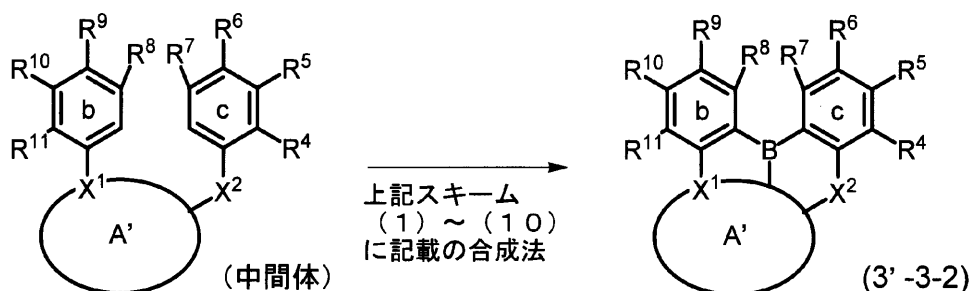 R⁹ R⁶
R¹⁰ R⁸ R⁷ R⁵
b c
R¹¹ R⁴
X¹ X²
A'
(中間体)
上記スキーム
(1)～(10)
に記載の合成法
R⁹ R⁶
R¹⁰ R⁸ R⁷ R⁵
b c
R¹¹ B R⁴
X¹ X²
A'
(3'-3-2)